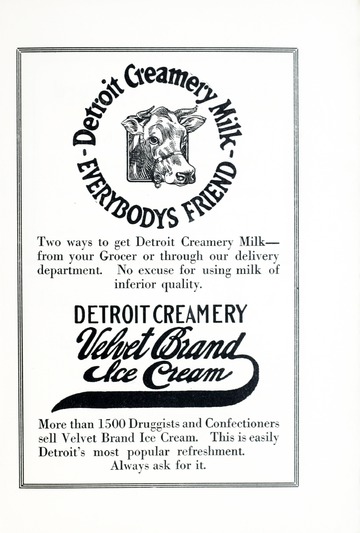 - Detroit Creamery Milk -
EVERYBODYS FRIEND
Two ways to get Detroit Creamery Milk—
from your Grocer or through our delivery
department. No excuse for using milk of
inferior quality.
DETROIT CREAMERY
Velvet Brand
Ice Cream
More than 1500 Druggists and Confectioners
sell Velvet Brand Ice Cream. This is easily
Detroit's most popular refreshment.
Always ask for it.